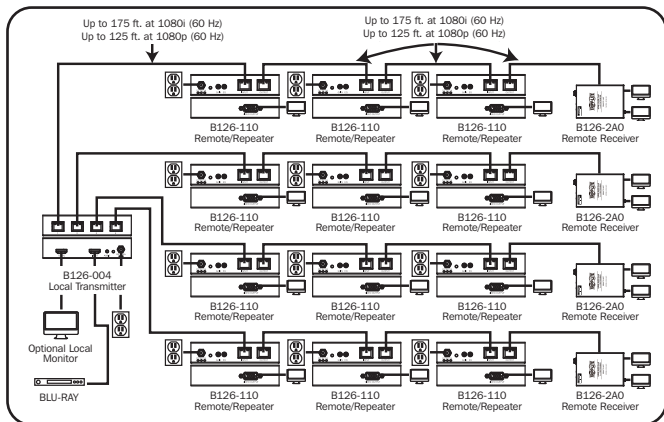 Up to 175 ft. at 1080i (60 Hz)
Up to 125 ft. at 1080p (60 Hz)
Up to 175 ft. at 1080i (60 Hz)
Up to 125 ft. at 1080p (60 Hz)
B126-110
Remote/Repeater
B126-110
Remote/Repeater
B126-110
Remote/Repeater
B126-2A0
Remote Receiver
B126-110
Remote/Repeater
B126-110
Remote/Repeater
B126-110
Remote/Repeater
B126-2A0
Remote Receiver
B126-004
Local Transmitter
B126-110
Remote/Repeater
B126-110
Remote/Repeater
B126-110
Remote/Repeater
B126-2A0
Remote Receiver
Optional Local
Monitor
BLU-RAY
B126-110
Remote/Repeater
B126-110
Remote/Repeater
B126-110
Remote/Repeater
B126-2A0
Remote Receiver